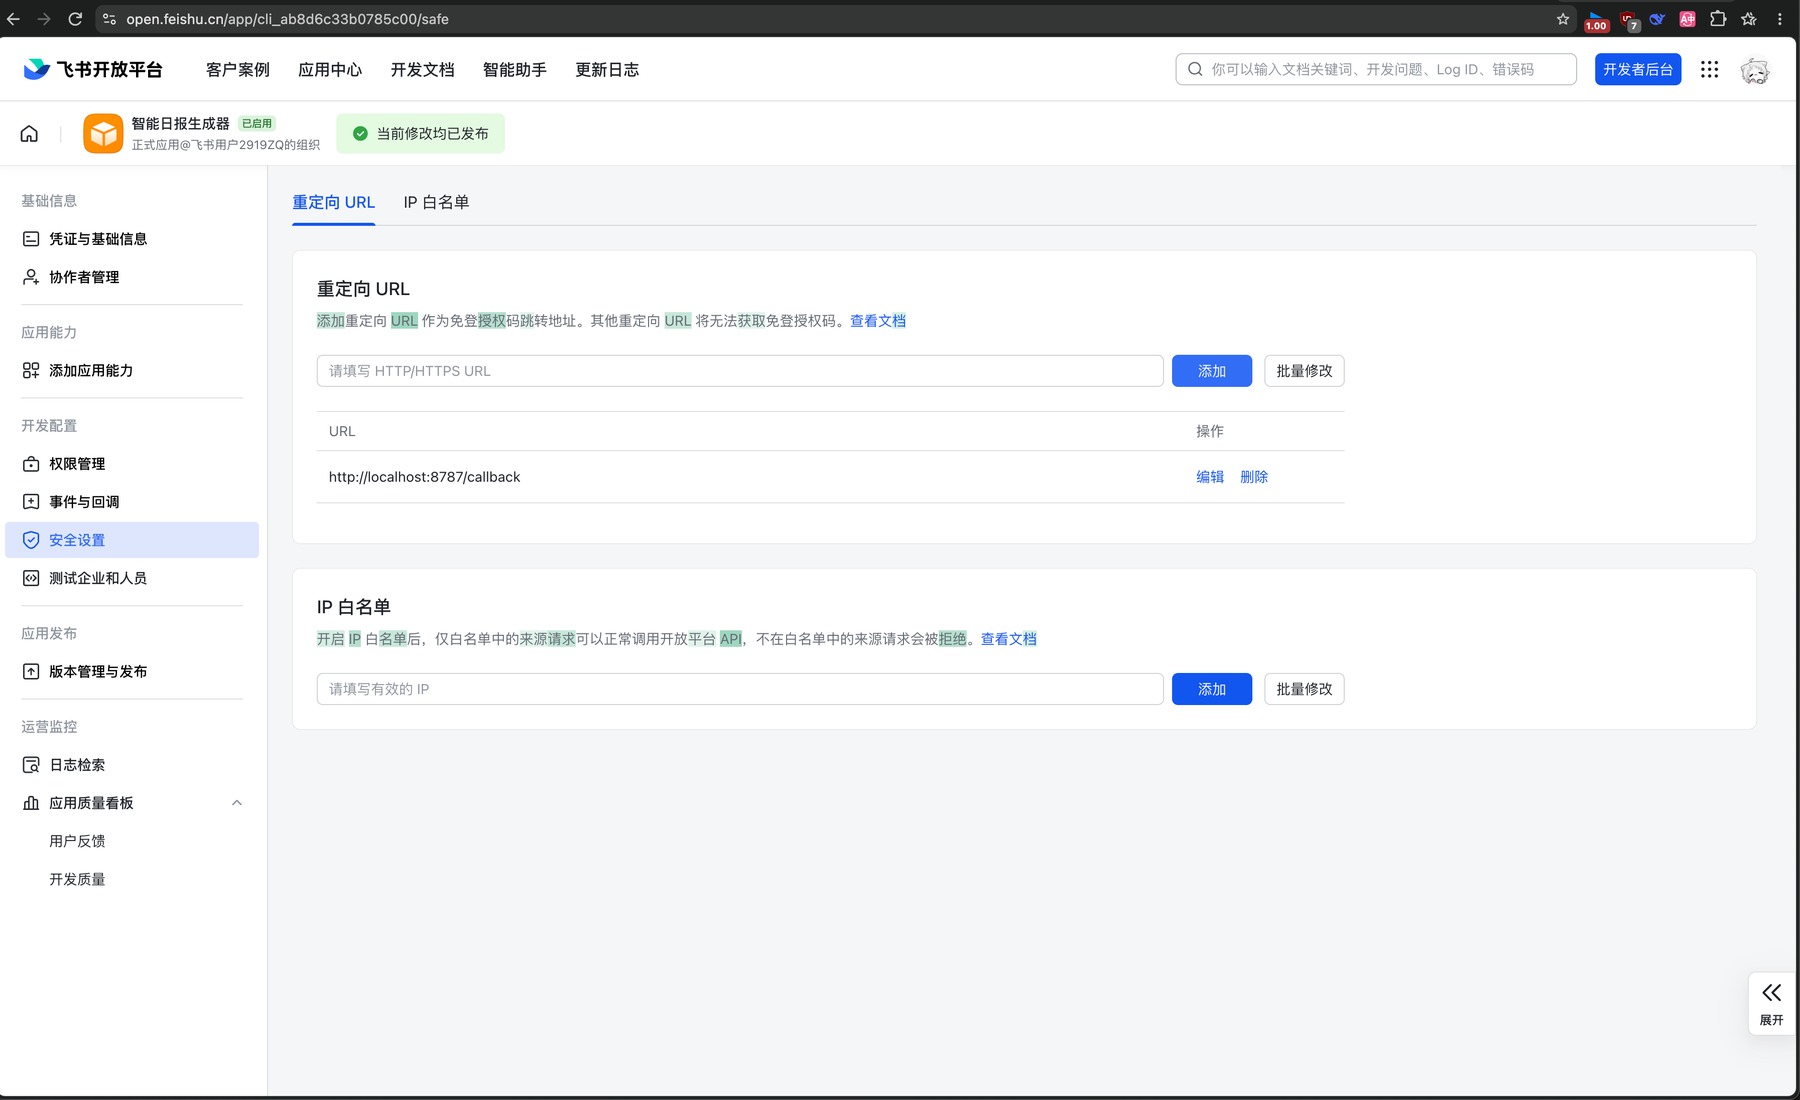 open.feishu.cn/app/cli_ab8d6c33b0785c00/safe
1.00
7
飞书开放平台
客户案例
应用中心
开发文档
智能助手
更新日志
你可以输入文档关键词、开发问题、Log ID、错误码
开发者后台
智能日报生成器
已启用
正式应用@飞书用户2919ZQ的组织
当前修改均已发布
基础信息
凭证与基础信息
协作者管理
应用能力
添加应用能力
开发配置
权限管理
事件与回调
安全设置
测试企业和人员
应用发布
版本管理与发布
运营监控
日志检索
应用质量看板
用户反馈
开发质量
重定向 URL
IP 白名单
重定向 URL
添加重定向 URL 作为免登授权码跳转地址。其他重定向 URL 将无法获取免登授权码。查看文档
请填写 HTTP/HTTPS URL
添加
批量修改
URL
操作
http://localhost:8787/callback
编辑
删除
IP 白名单
开启 IP 白名单后，仅白名单中的来源请求可以正常调用开放平台 API，不在白名单中的来源请求会被拒绝。查看文档
请填写有效的 IP
添加
批量修改
展开